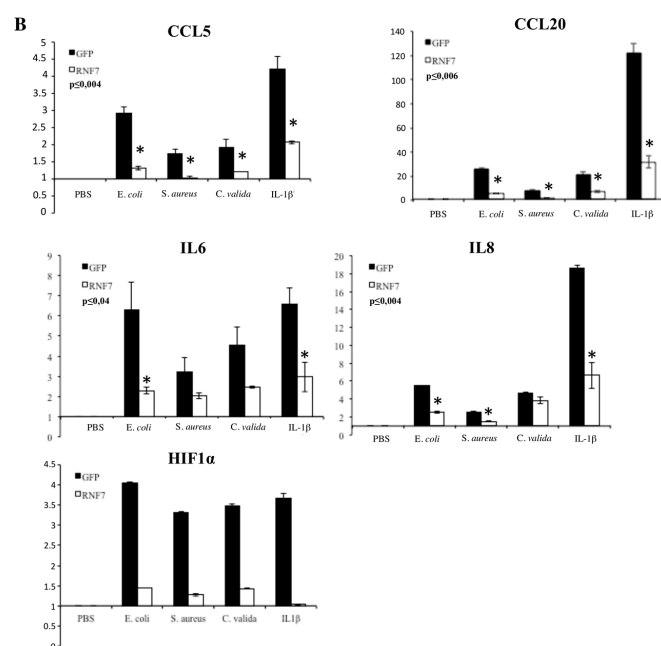 B
CCL5
5
4.5
4
3.5
3
2.5
2
1.5
1
0.5
0
GFP
RNF7
p≤0,004
*
*
*
*
PBS E. coli S. aureus C. valida IL-1β
CCL20
140
120
100
80
60
40
20
0
GFP
RNF7
p≤,006
*
*
*
*
PBS E. coli S. aureus C. valida IL-1β
IL6
9
8
7
6
5
4
3
2
1
0
GFP
RNF7
p≤0,04
*
*
PBS E. coli S. aureus C. valida IL-1β
IL8
20
18
16
14
12
10
8
6
4
2
0
GFP
RNF7
p≤,004
*
*
*
PBS E. coli S. aureus C. valida IL-1β
HIF1α
4.5
4
3.5
3
2.5
2
1.5
1
0.5
0
GFP
RNF7
PBS E. coli S. aureus C. valida IL1β